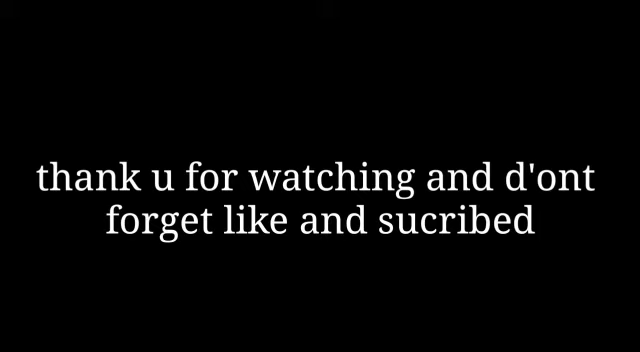 thank u for watching and d'ont
forget like and sucribed